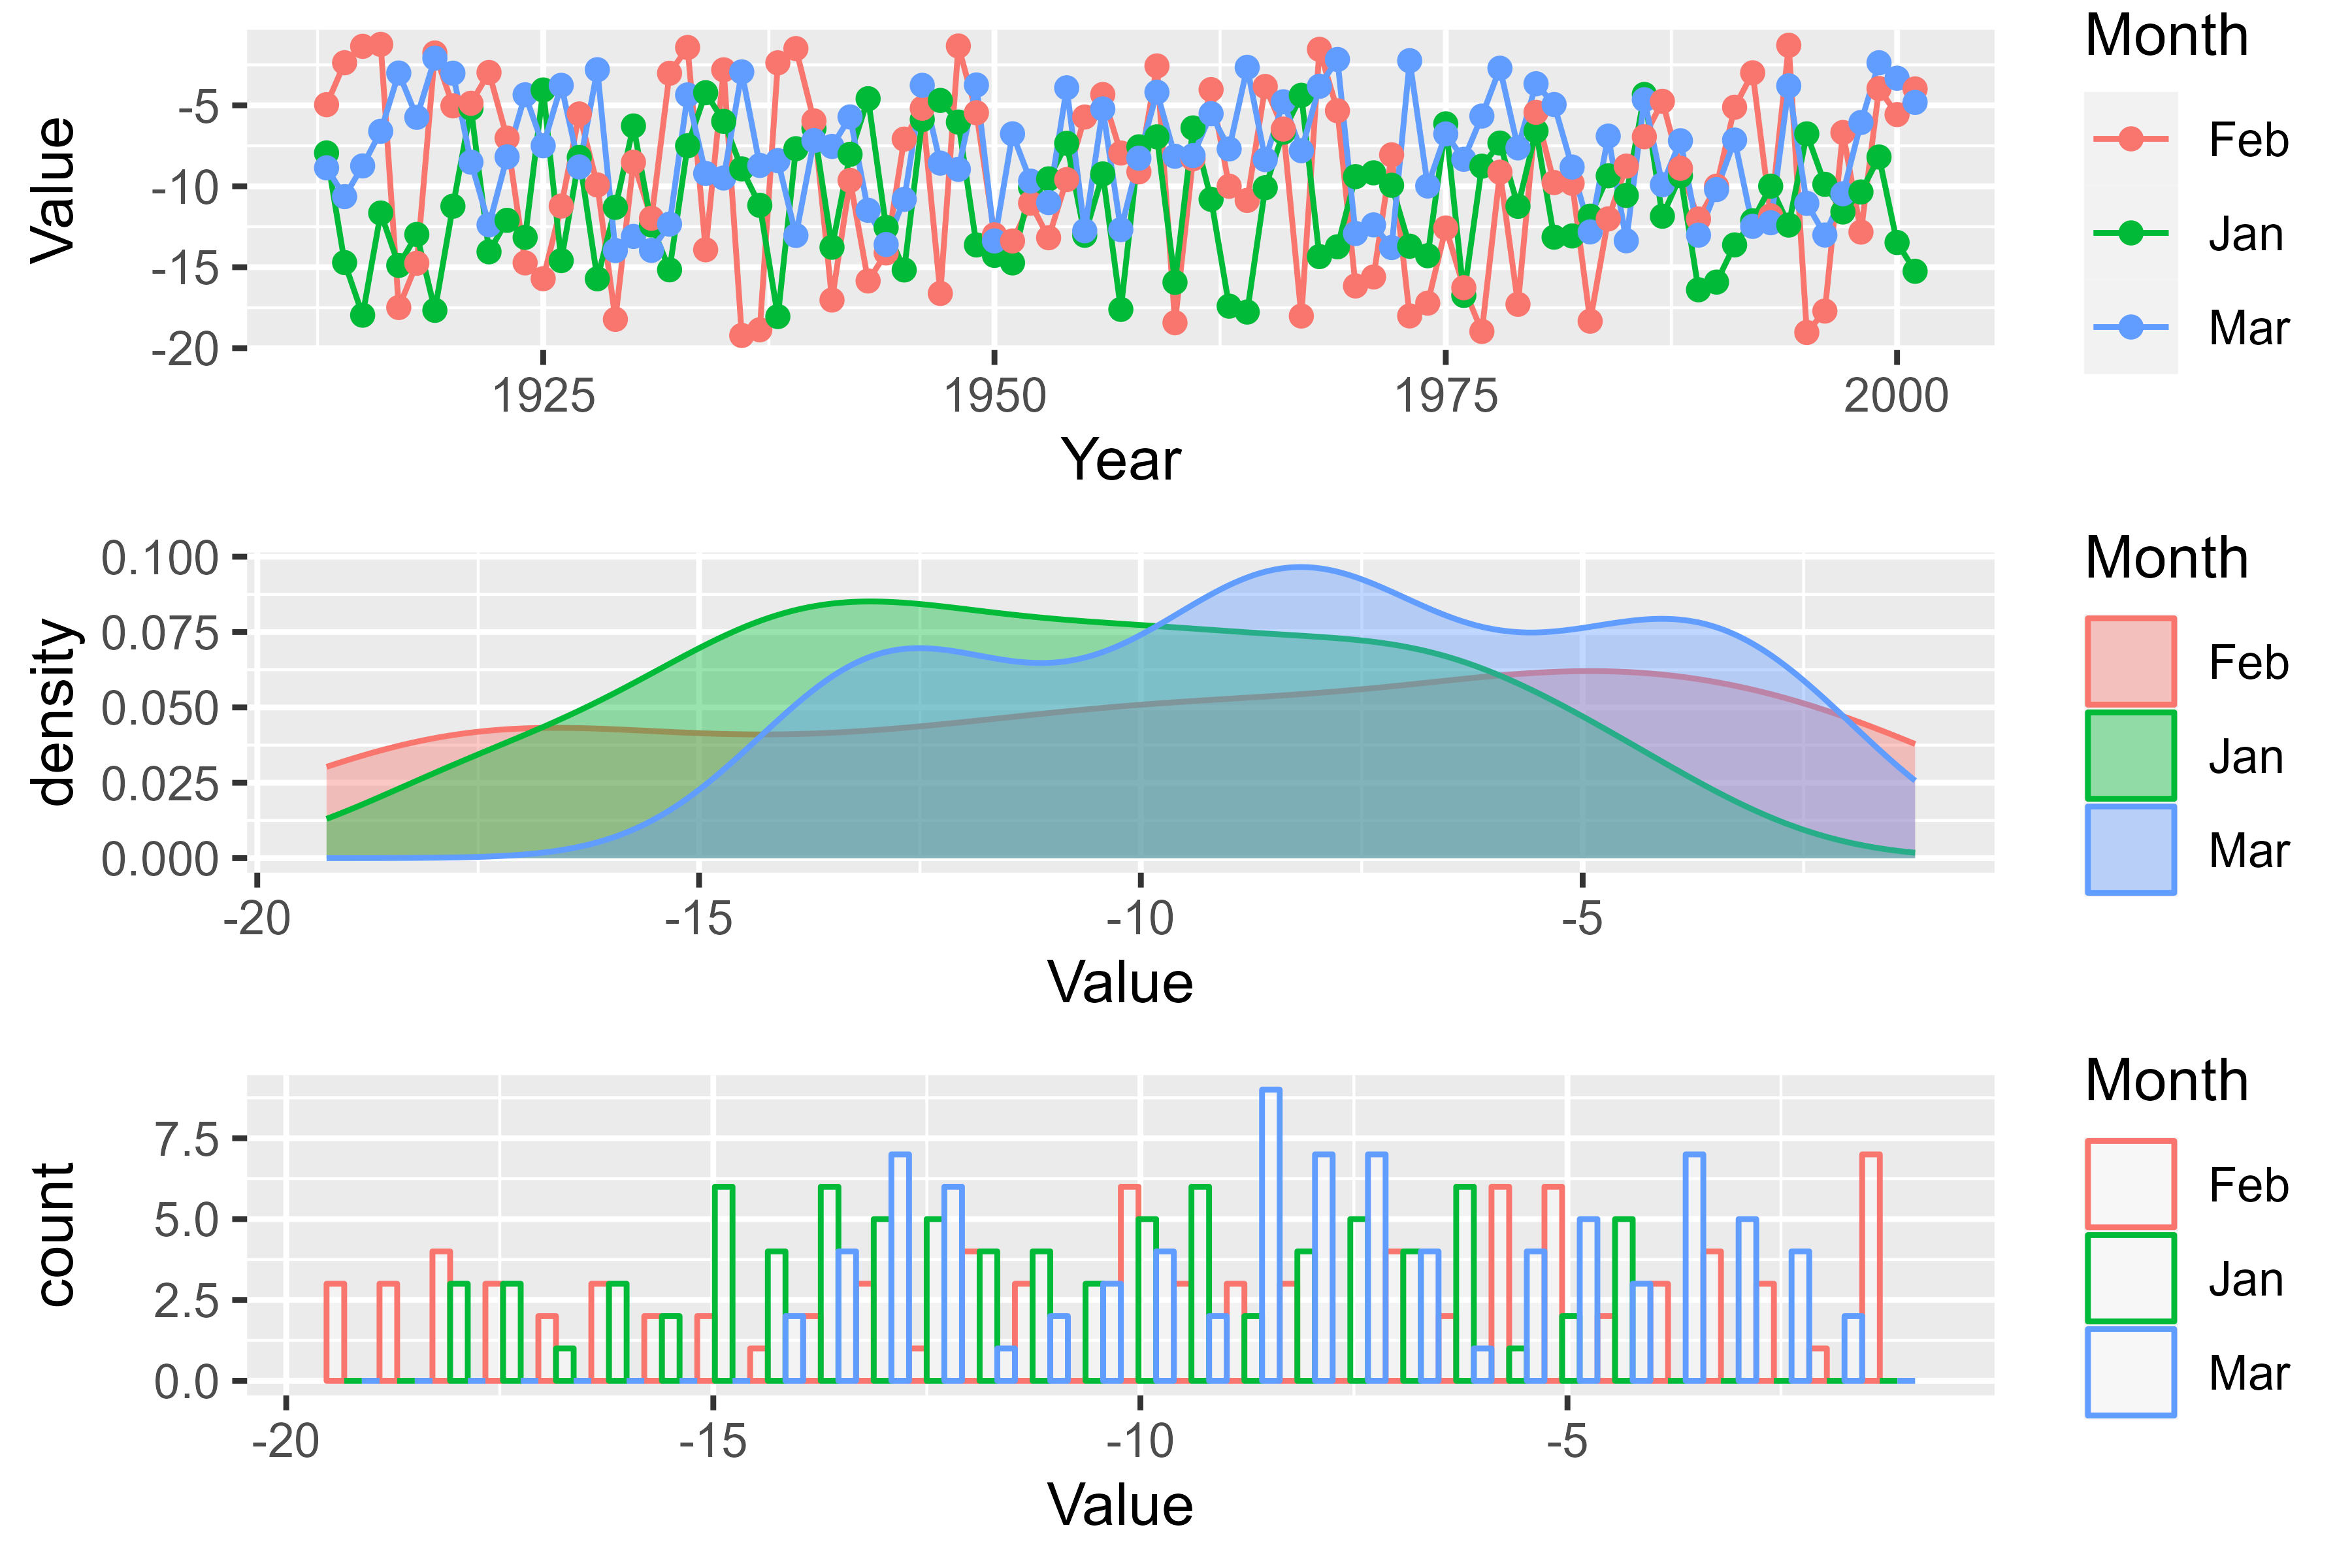 Value
-5
-10
-15
-20
1925 1950 1975 2000
Year
Month
Feb
Jan
Mar
density
0.100
0.075
0.050
0.025
0.000
-20 -15 -10 -5
Value
Month
Feb
Jan
Mar
count
7.5
5.0
2.5
0.0
-20 -15 -10 -5
Value
Month
Feb
Jan
Mar